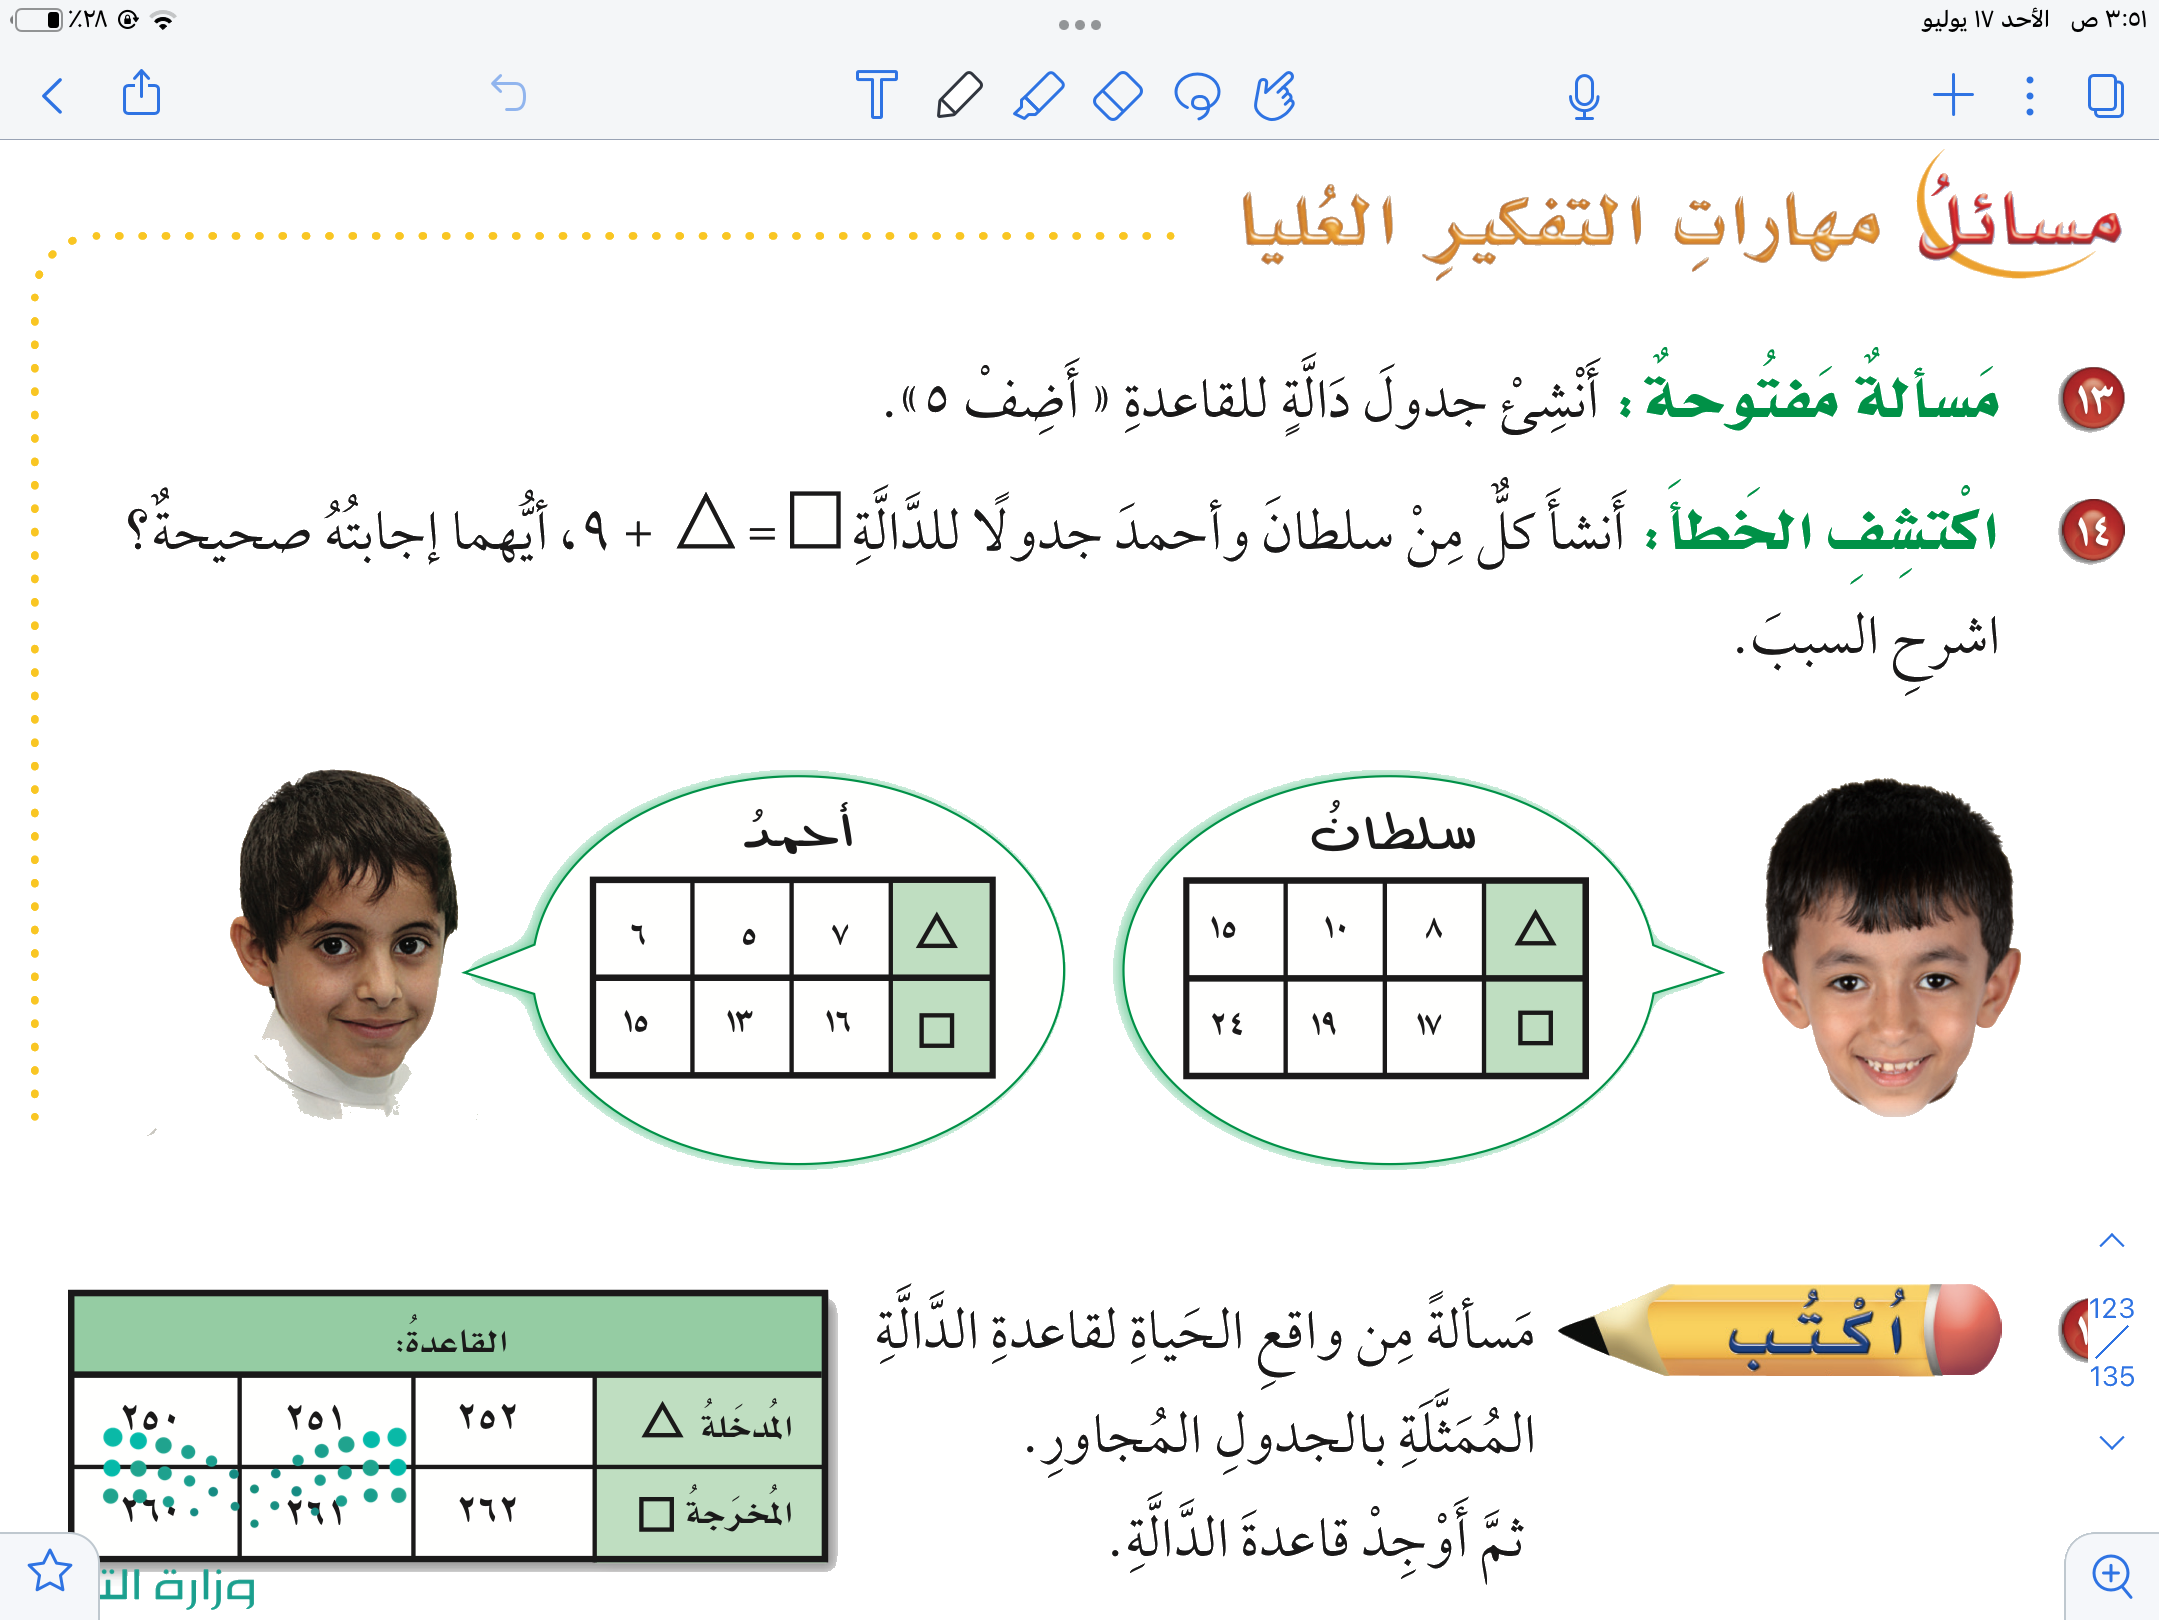 ٣:٥١ ص الأحد ١٧ يوليو
٪٢٨
مسائلُ مهاراتِ التفكيرِ العُليا
١٣ مَسألةٌ مَفتُوحةٌ : أَنْشِئْ جدولَ دَالَّةٍ للقاعدةِ « أَضِفْ ٥ ».
١٤ اكْتشِفِ الخَطأَ : أَنشأَ كلٌّ مِنْ سلطانَ وأحمدَ جدولًا للدَّالَّةِ □ = △ + ٩، أيُّهما إجابتُهُ صحيحةٌ؟
اشرحِ السببَ.
سلطانُ
△ ٨ ١٠ ١٥
□ ١٧ ١٩ ٢٤
أحمدُ
△ ٧ ٥ ٦
□ ١٦ ١٣ ١٥
أُكْتُـب مَسألةً مِن واقعِ الحَياةِ لقاعدةِ الدَّالَّةِ
المُمَثَّلَةِ بالجدولِ المُجاورِ.
ثمَّ أَوْجِدْ قاعدةَ الدَّالَّةِ.
القاعدةُ:
المُدخَلةُ △ ٢٥٢ ٢٥١ ٢٥٠
المُخرَجةُ □ ٢٦٢ ٢٦١ ٢٦٠
وزارة
123
135